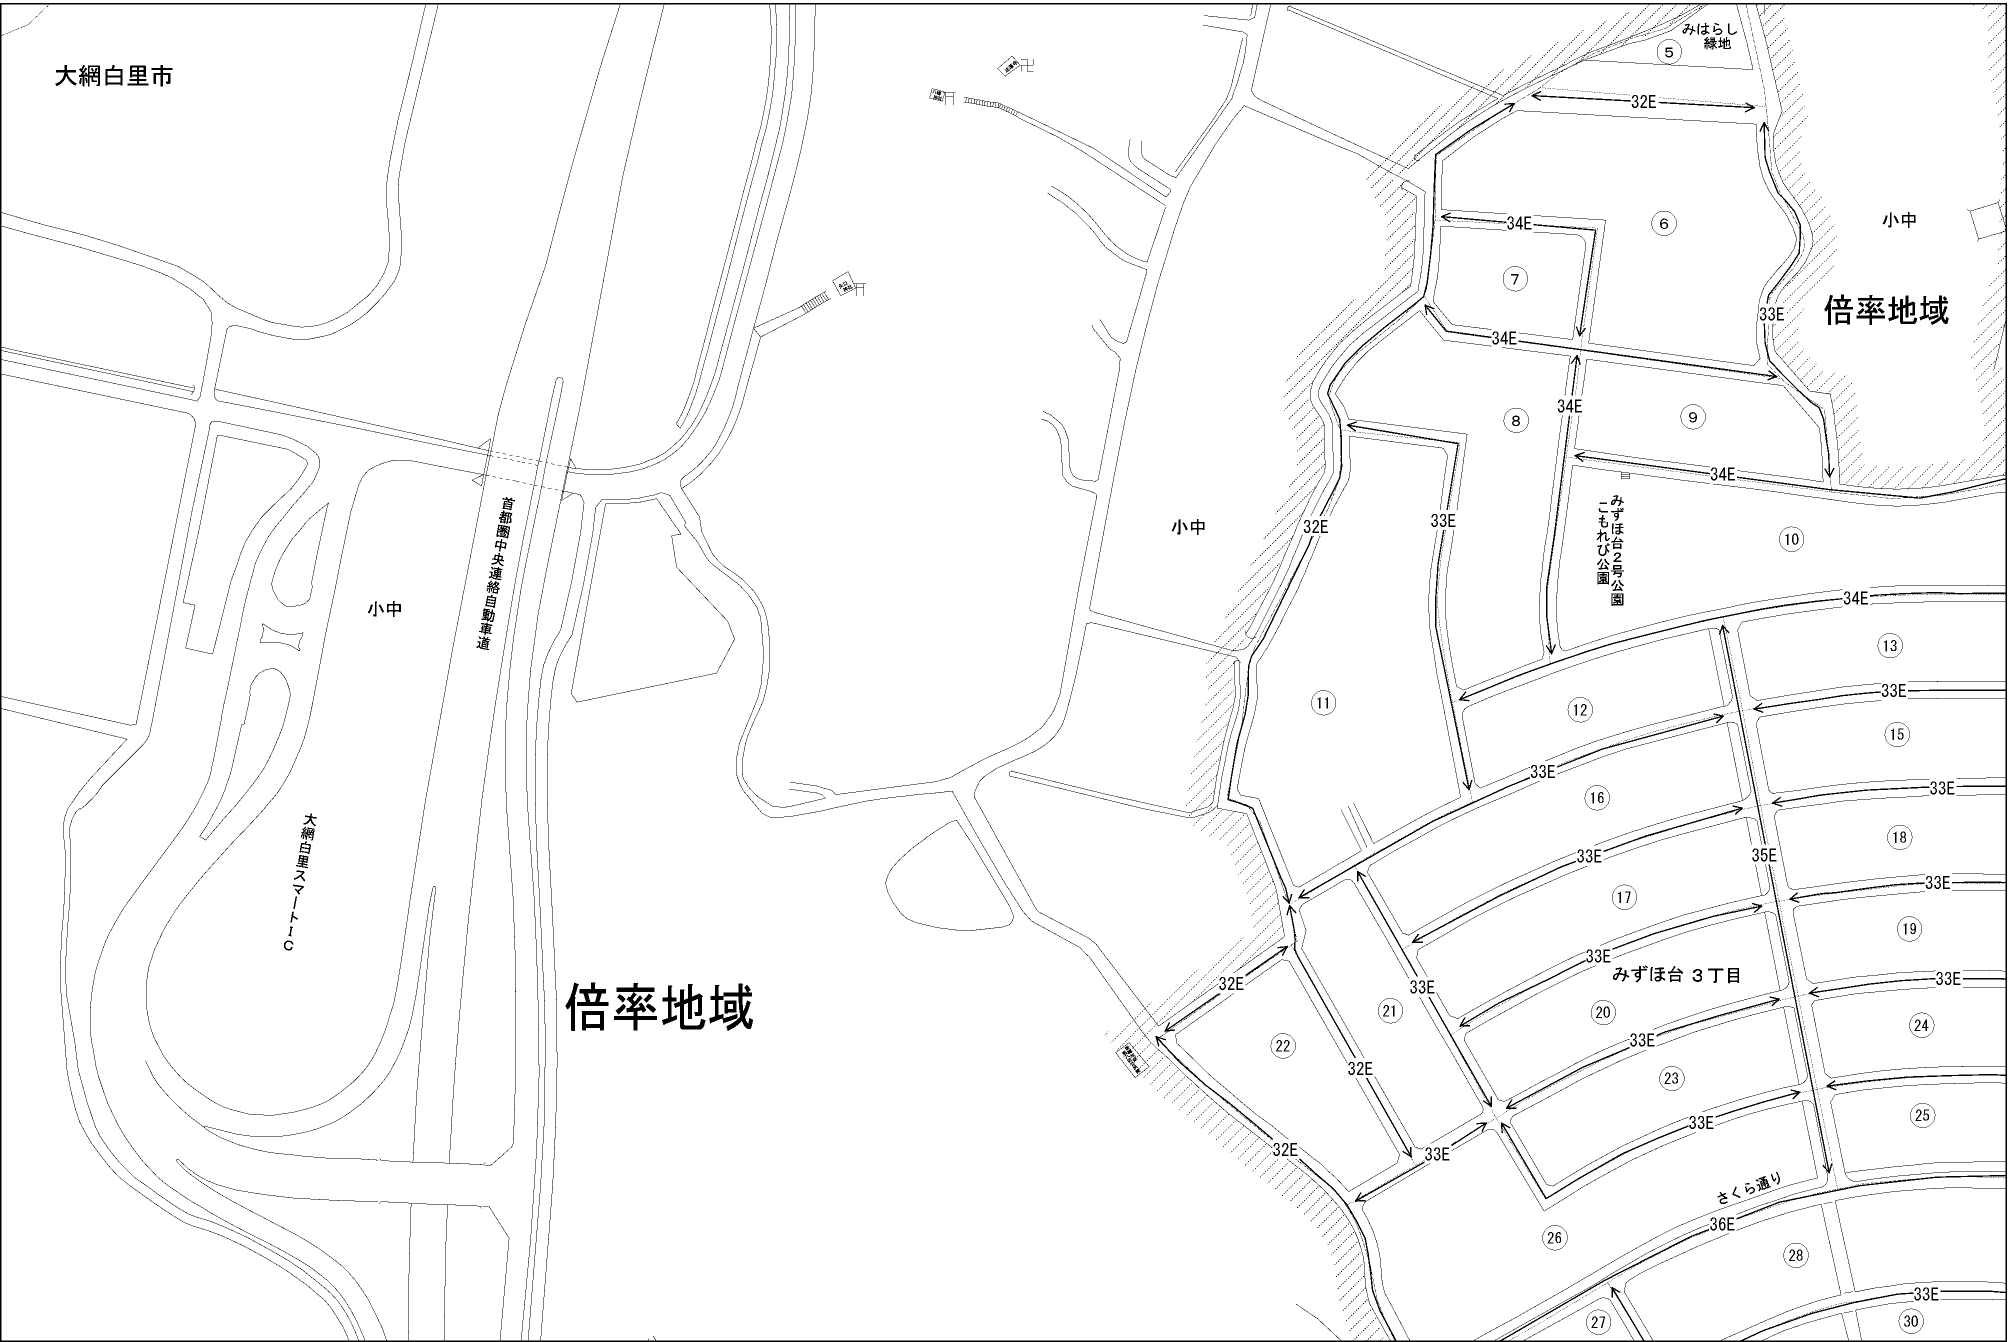 大網白里市
みはらし
緑地
5
32E
小中
6
34E
7
倍率地域
33E
34E
34E
8
9
34E
首都圏中央連絡自動車道
小中
32E
33E
みずほ台2号公園
こもれび公園
10
小中
34E
13
33E
11
12
15
33E
16
33E
大網白里スマートIC
18
33E
35E
33E
17
19
33E
みずほ台 3丁目
33E
倍率地域
32E
33E
21
20
24
33E
22
32E
23
25
33E
32E
33E
さくら通り
36E
26
28
33E
27
30